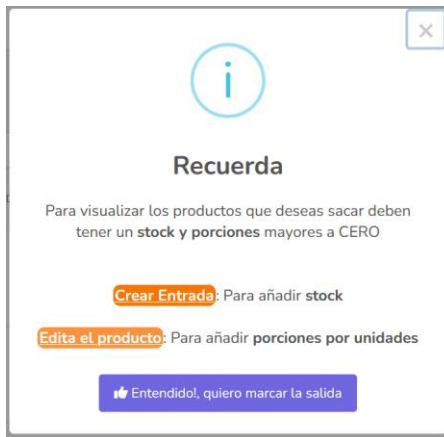 ×
Recuerda
Para visualizar los productos que deseas sacar deben
tener un stock y porciones mayores a CERO
Crear Entrada: Para añadir stock
Edita el producto: Para añadir porciones por unidades
Entendido!, quiero marcar la salida